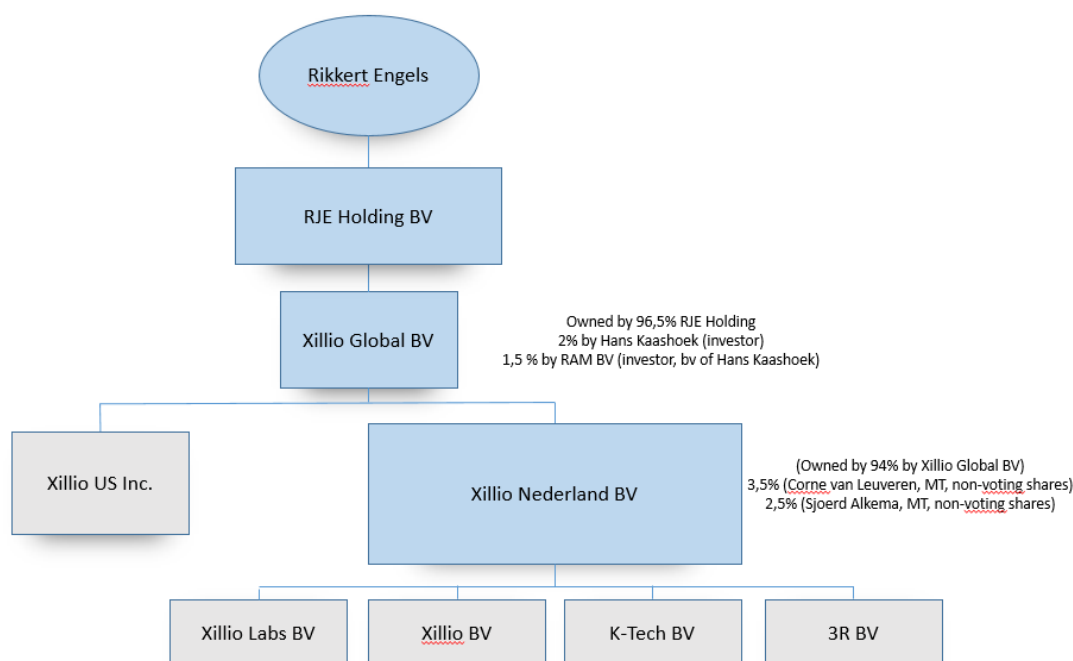 Rikkert Engels
RJE Holding BV
Xillio Global BV
Owned by 96,5% RJE Holding
2% by Hans Kaashoek (investor)
1,5 % by RAM BV (investor, bv of Hans Kaashoek)
Xillio US Inc.
Xillio Nederland BV
(Owned by 94% by Xillio Global BV)
3,5% (Corne van Leuveren, MT, non-voting shares)
2,5% (Sjoerd Alkema, MT, non-voting shares)
Xillio Labs BV
Xillio BV
K-Tech BV
3R BV